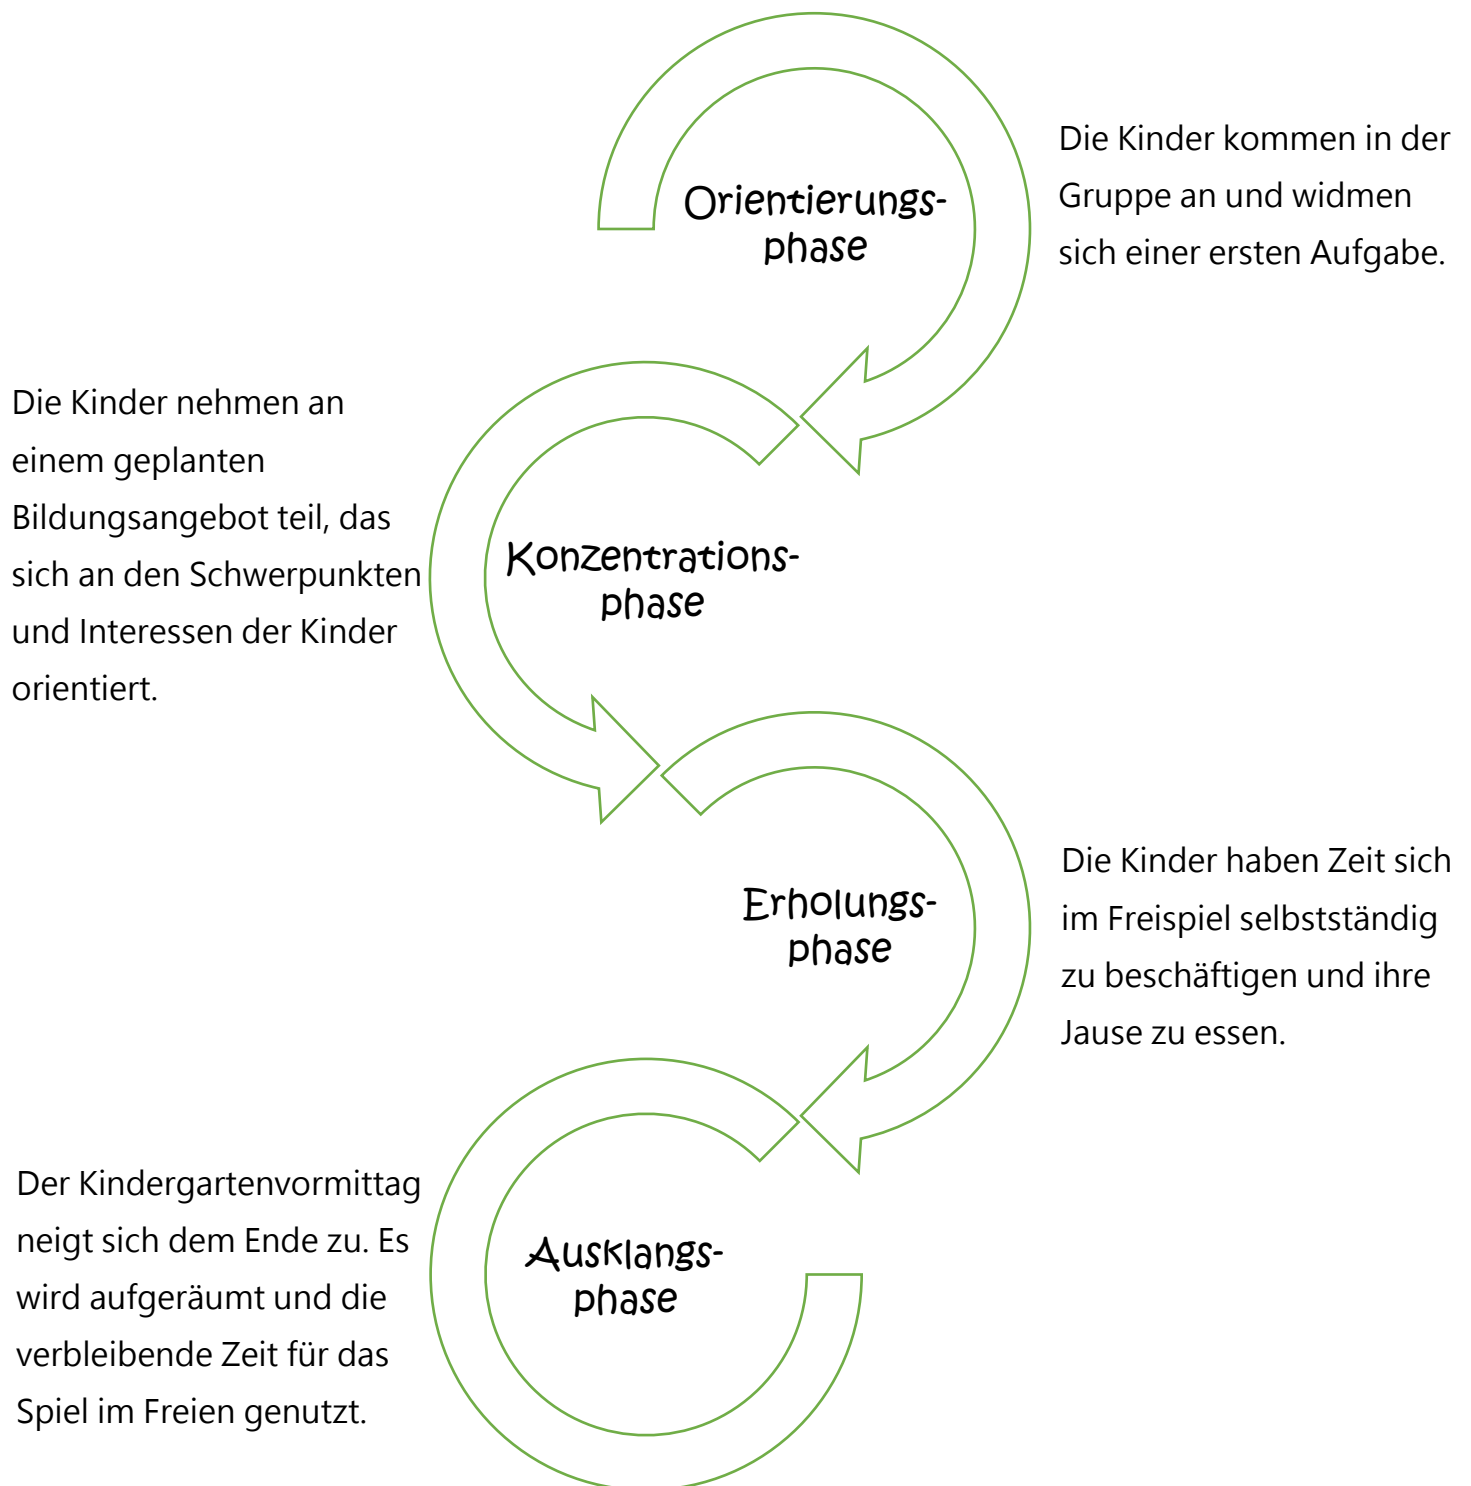 Orientierungs-
phase
Die Kinder kommen in der
Gruppe an und widmen
sich einer ersten Aufgabe.
Die Kinder nehmen an
einem geplanten
Bildungsangebot teil, das
sich an den Schwerpunkten
und Interessen der Kinder
orientiert.
Konzentrations-
phase
Erholungs-
phase
Die Kinder haben Zeit sich
im Freispiel selbstständig
zu beschäftigen und ihre
Jause zu essen.
Der Kindergartenvormittag
neigt sich dem Ende zu. Es
wird aufgeräumt und die
verbleibende Zeit für das
Spiel im Freien genutzt.
Ausklangs-
phase